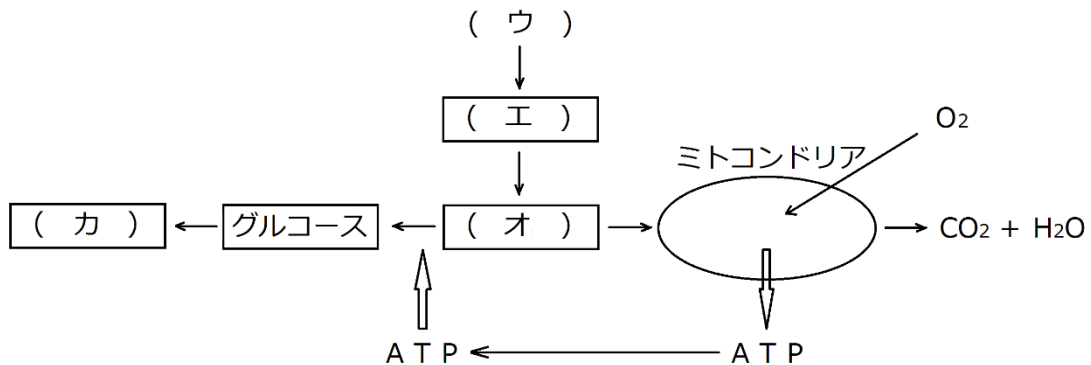 ( ウ )
( エ )
O2
ミトコンドリア
( カ )
グルコース
( オ )
CO2 + H2O
ATP
ATP